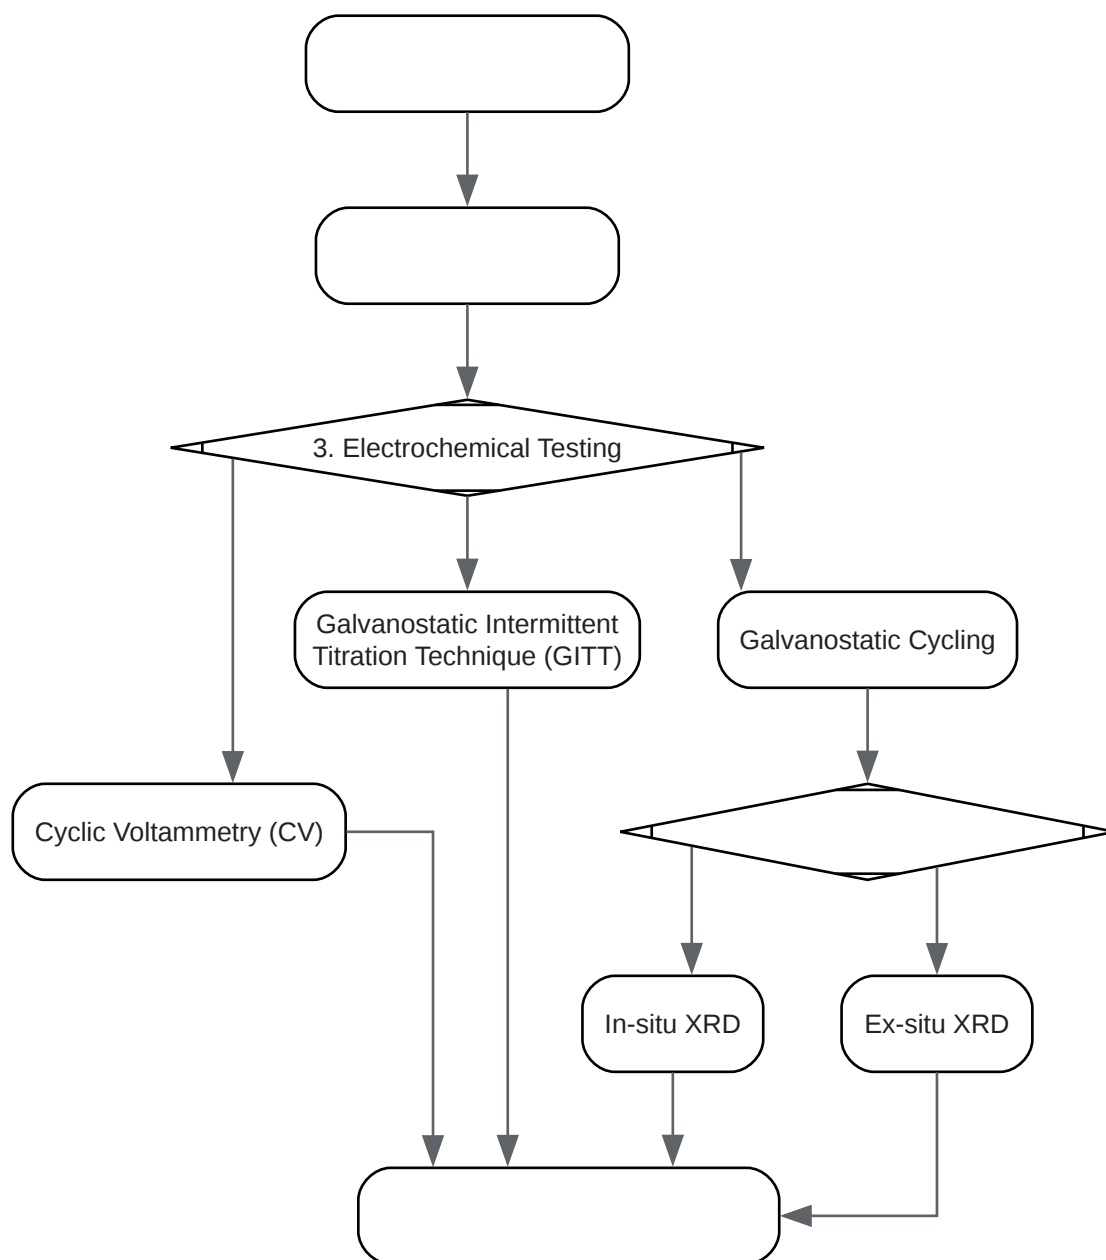 3. Electrochemical Testing
Galvanostatic Intermittent
Titration Technique (GITT)
Galvanostatic Cycling
Cyclic Voltammetry (CV)
In-situ XRD
Ex-situ XRD